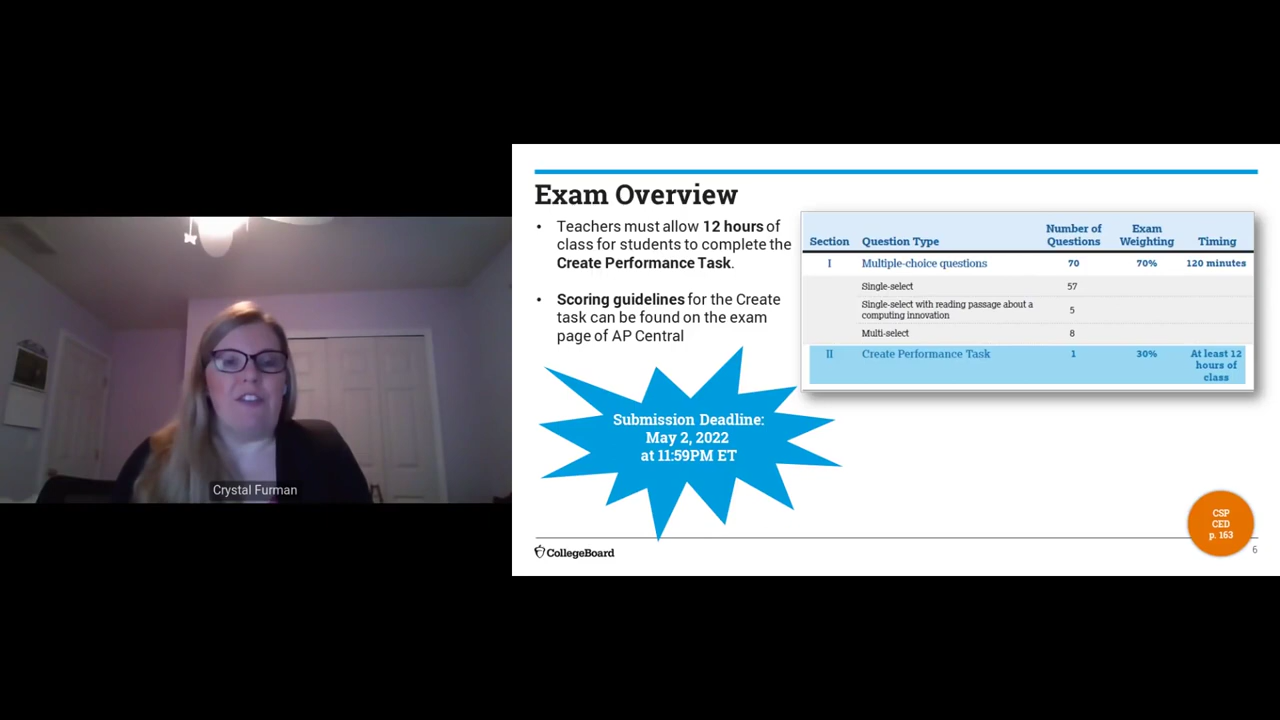 Crystal Furman
Exam Overview
• Teachers must allow 12 hours of
class for students to complete the
Create Performance Task.
• Scoring guidelines for the Create
task can be found on the exam
page of AP Central
Submission Deadline:
May 2, 2022
at 11:59PM ET
Section Question Type Number of Questions Exam Weighting Timing
I Multiple-choice questions 70 70% 120 minutes
Single-select 57
Single-select with reading passage about a
computing innovation 5
Multi-select 8
II Create Performance Task 1 30% At least 12
hours of
class
CSP
CED
p. 163
CollegeBoard
6